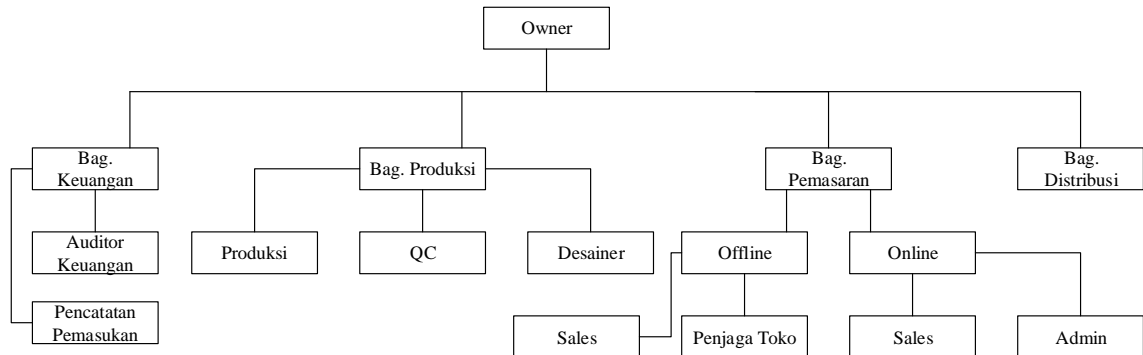 Owner
Bag.
Keuangan
Bag. Produksi
Bag.
Pemasaran
Bag.
Distribusi
Auditor
Keuangan
Produksi
QC
Desainer
Offline
Online
Pencatatan
Pemasukan
Sales
Penjaga Toko
Sales
Admin